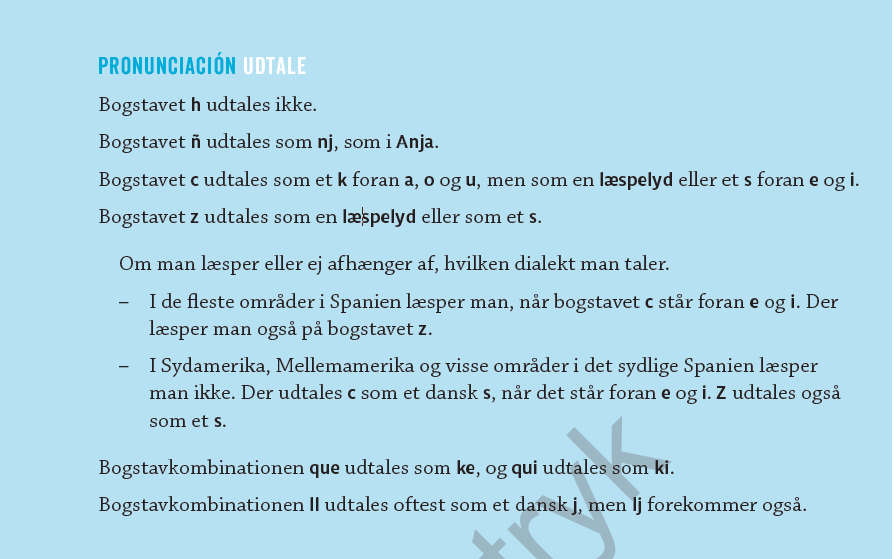 PRONUNCIACIÓN UDTALE
Bogstavet h udtales ikke.
Bogstavet ñ udtales som nj, som i Anja.
Bogstavet c udtales som et k foran a, o og u, men som en læspelyd eller et s foran e og i.
Bogstavet z udtales som en læspelyd eller som et s.
Om man læsper eller ej afhænger af, hvilken dialekt man taler.
– I de fleste områder i Spanien læsper man, når bogstavet c står foran e og i. Der
læsper man også på bogstavet z.
– I Sydamerika, Mellemamerika og visse områder i det sydlige Spanien læsper
man ikke. Der udtales c som et dansk s, når det står foran e og i. Z udtales også
som et s.
Bogstavkombinationen que udtales som ke, og qui udtales som ki.
Bogstavkombinationen ll udtales oftest som et dansk j, men lj forekommer også.
tryk